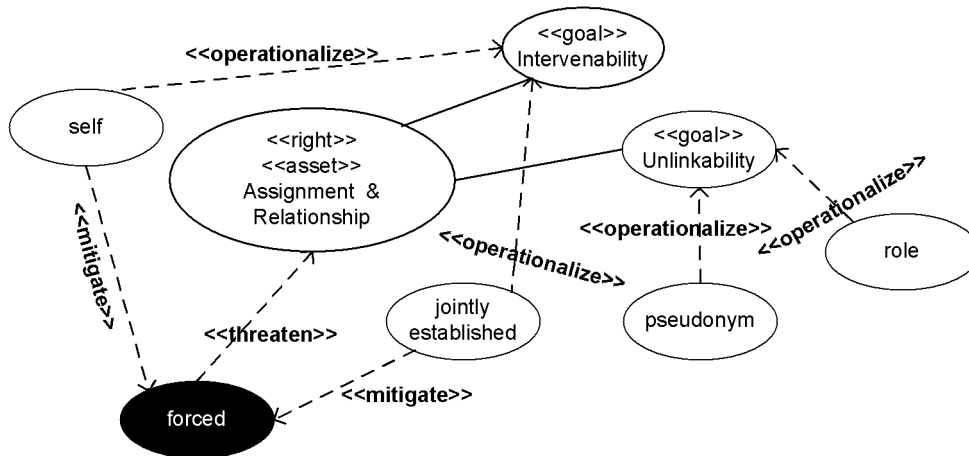 <<goal>>
Intervenability
<<operationalize>>
self
<<right>>
<<asset>>
Assignment &
Relationship
<<goal>>
Unlinkability
<<operationalize>>
<<operationalize>>
<<operationalize>>
role
<<mitigate>>
jointly
established
pseudonym
<<threaten>>
<<mitigate>>
forced